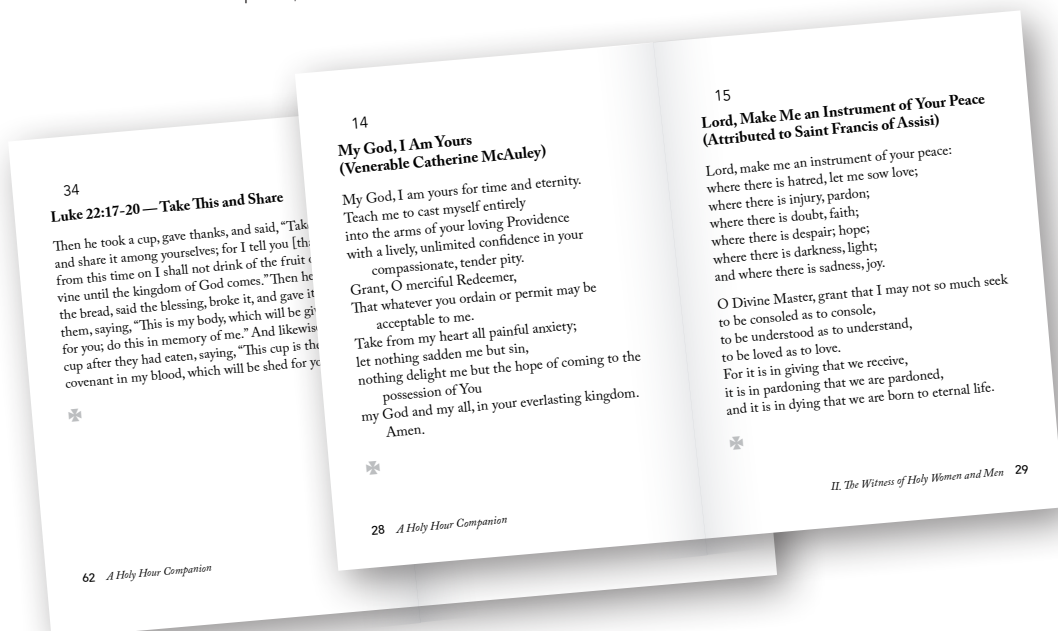 34
Luke 22:17-20 — Take This and Share
Then he took a cup, gave thanks, and said, “Take
and share it among yourselves; for I tell you
from this time on I shall not drink of the fruit
vine until the kingdom of God comes.” Then he
the bread, said the blessing, broke it, and gave it
them, saying, “This is my body, which will be
for you; do this in memory of me.” And likewise
cup after they had eaten, saying, “This cup is the
covenant in my blood, which will be shed for
62 A Holy Hour Companion
14
My God, I Am Yours
(Venerable Catherine McAuley)
My God, I am yours for time and eternity.
Teach me to cast myself entirely
into the arms of your loving Providence
with a lively, unlimited confidence in your
compassionate, tender pity.
Grant, O merciful Redeemer,
That whatever you ordain or permit may be
acceptable to me.
Take from my heart all painful anxiety;
let nothing sadden me but sin,
nothing delight me but the hope of coming to the
possession of You
my God and my all, in your everlasting kingdom.
Amen.
28 A Holy Hour Companion
15
Lord, Make Me an Instrument of Your Peace
(Attributed to Saint Francis of Assisi)
Lord, make me an instrument of your peace:
where there is hatred, let me sow love;
where there is injury, pardon;
where there is doubt, faith;
where there is despair; hope;
where there is darkness, light;
and where there is sadness, joy.
O Divine Master, grant that I may not so much seek
to be consoled as to console,
to be understood as to understand,
to be loved as to love.
For it is in giving that we receive,
it is in pardoning that we are pardoned,
and it is in dying that we are born to eternal life.
II. The Witness of Holy Women and Men 29